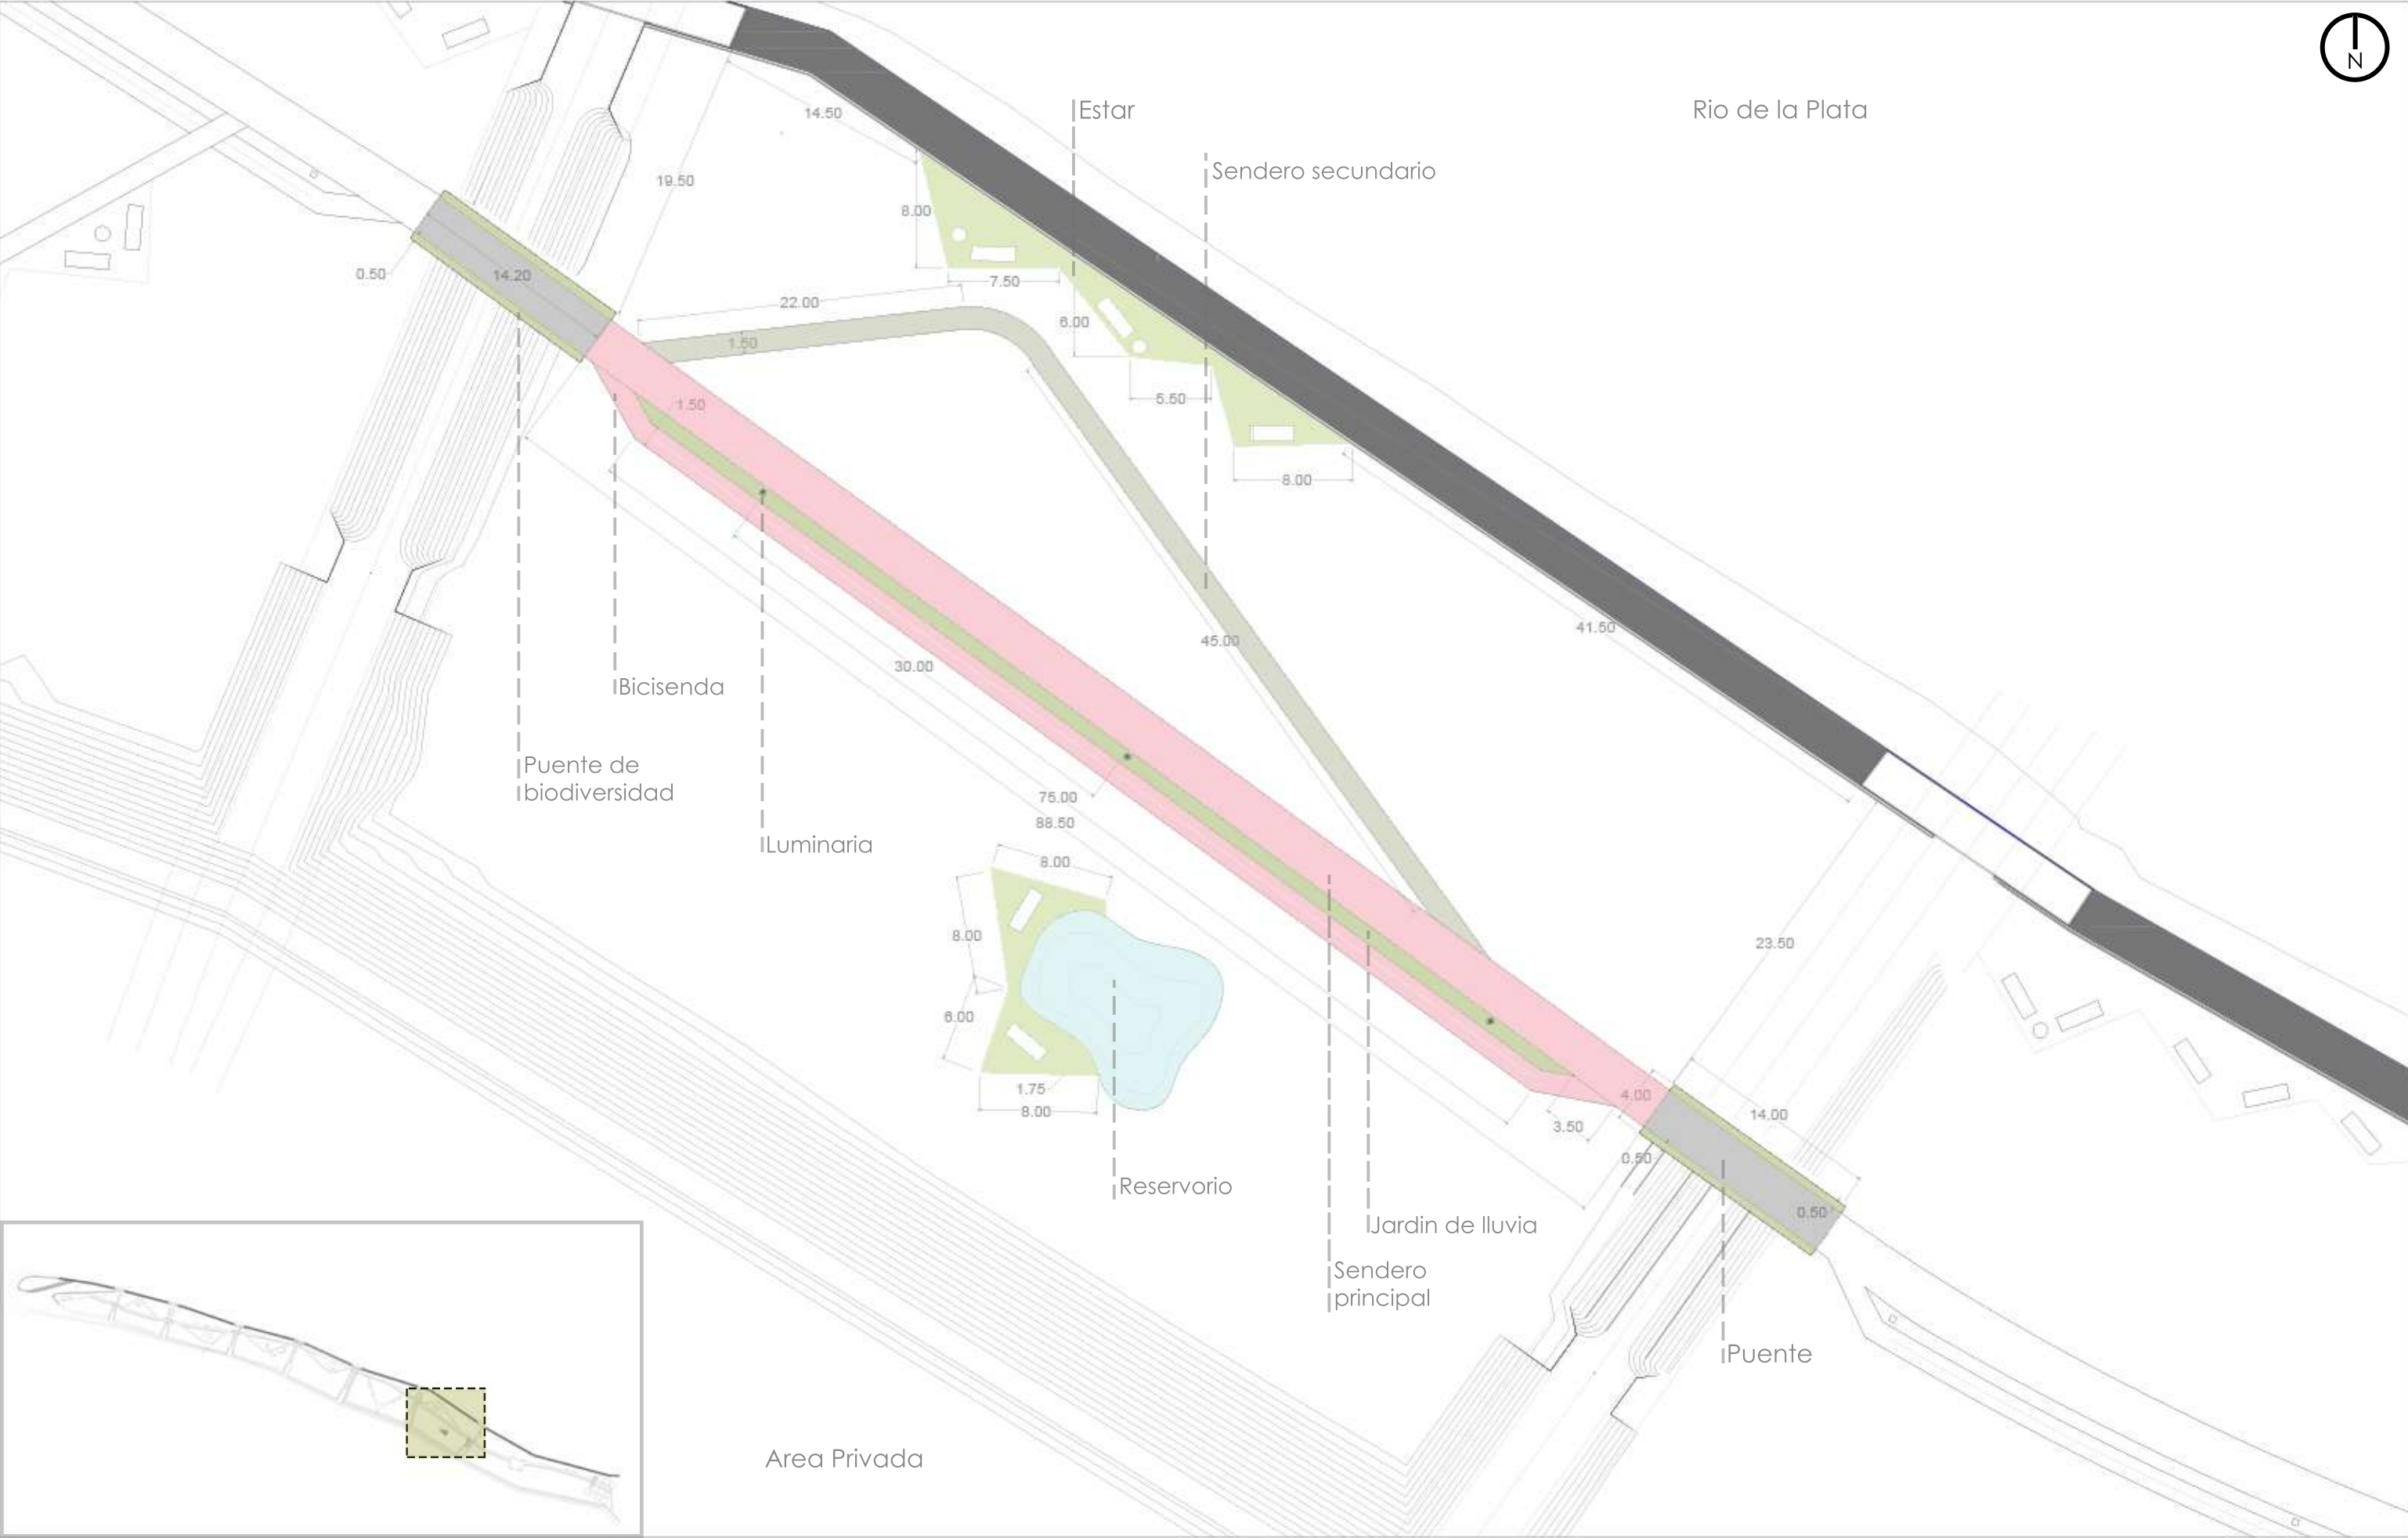 N
Rio de la Plata
Estar
14.50
Sendero secundario
19.50
8.00
0.50
14.20
7.50
22.00
6.00
1.50
5.50
1.50
8.00
41.50
45.00
30.00
Bicisenda
Puente de
biodiversidad
75.00
88.50
Luminaria
8.00
8.00
23.50
6.00
1.75
8.00
4.00
14.00
3.50
0.50
Reservorio
0.50
Jardin de lluvia
Sendero
principal
Puente
Area Privada